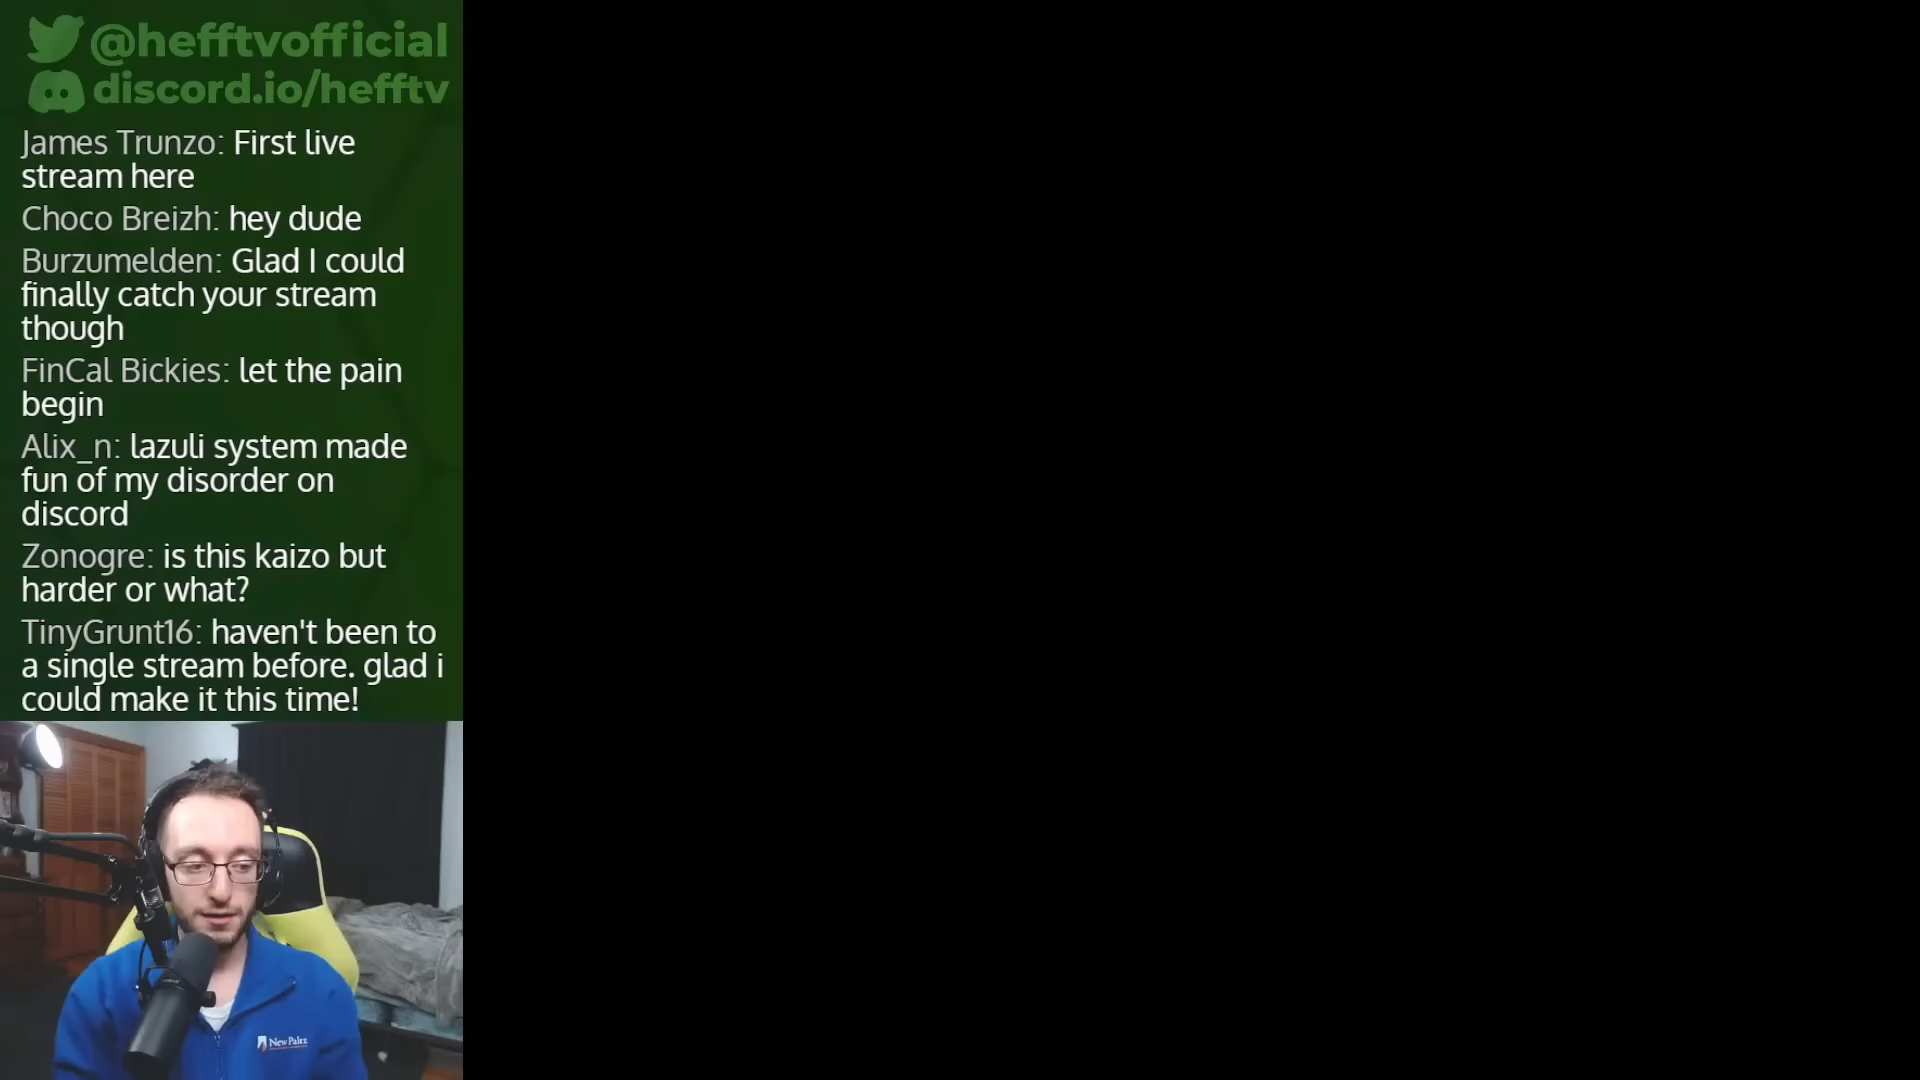 @hefftvofficial
discord.io/hefftv
James Trunzo: First live
stream here
Choco Breizh: hey dude
Burzumelden: Glad I could
finally catch your stream
though
FinCal Bickies: let the pain
begin
Alix_n: lazuli system made
fun of my disorder on
discord
Zonogre: is this kaizo but
harder or what?
TinyGrunt16: haven't been to
a single stream before. glad i
could make it this time!
New Paltz